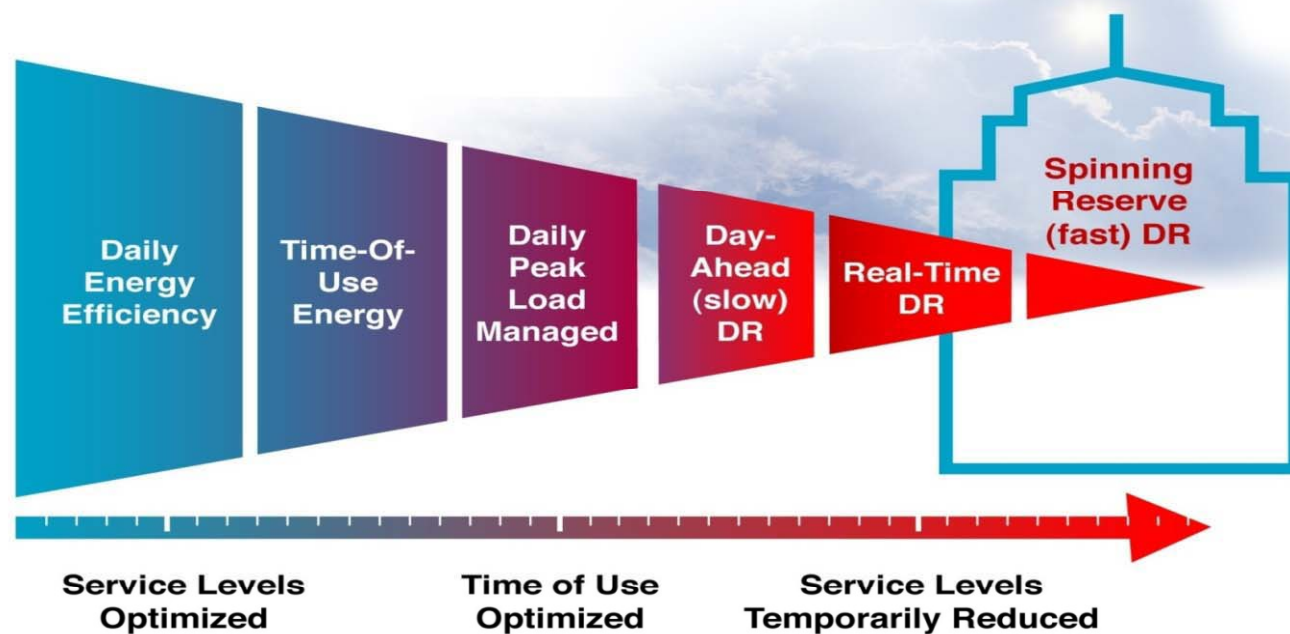 Daily
Energy
Efficiency
Time-Of-
Use
Energy
Daily
Peak
Load
Managed
Day-
Ahead
(slow)
DR
Real-Time
DR
Spinning
Reserve
(fast) DR
Service Levels
Optimized
Time of Use
Optimized
Service Levels
Temporarily Reduced